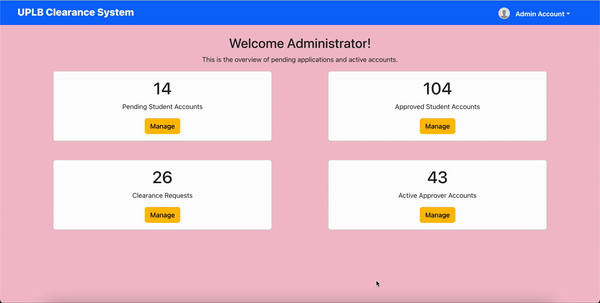 UPLB Clearance System
Admin Account
Welcome Administrator!
This is the overview of pending applications and active accounts.
14
Pending Student Accounts
Manage
104
Approved Student Accounts
Manage
26
Clearance Requests
Manage
43
Active Approver Accounts
Manage